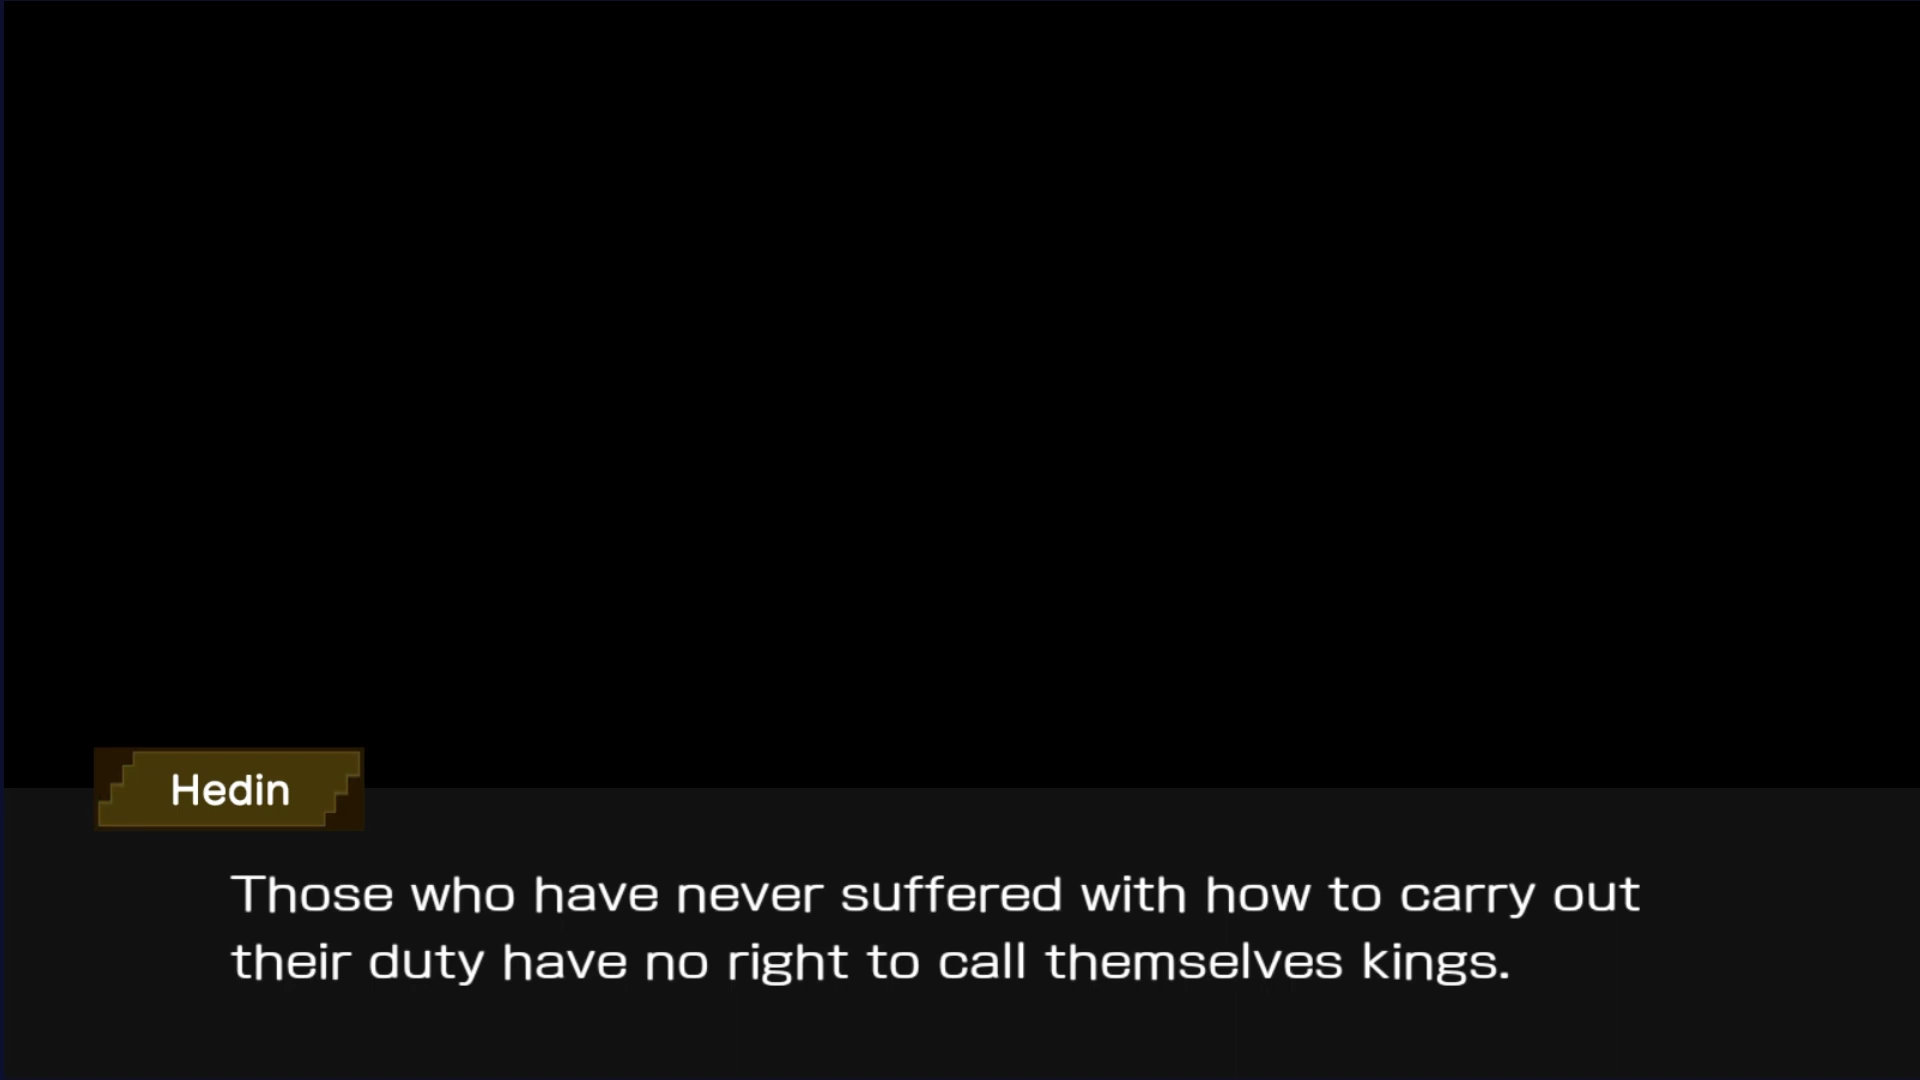 Hedin
Those who have never suffered with how to carry out
their duty have no right to call themselves kings.